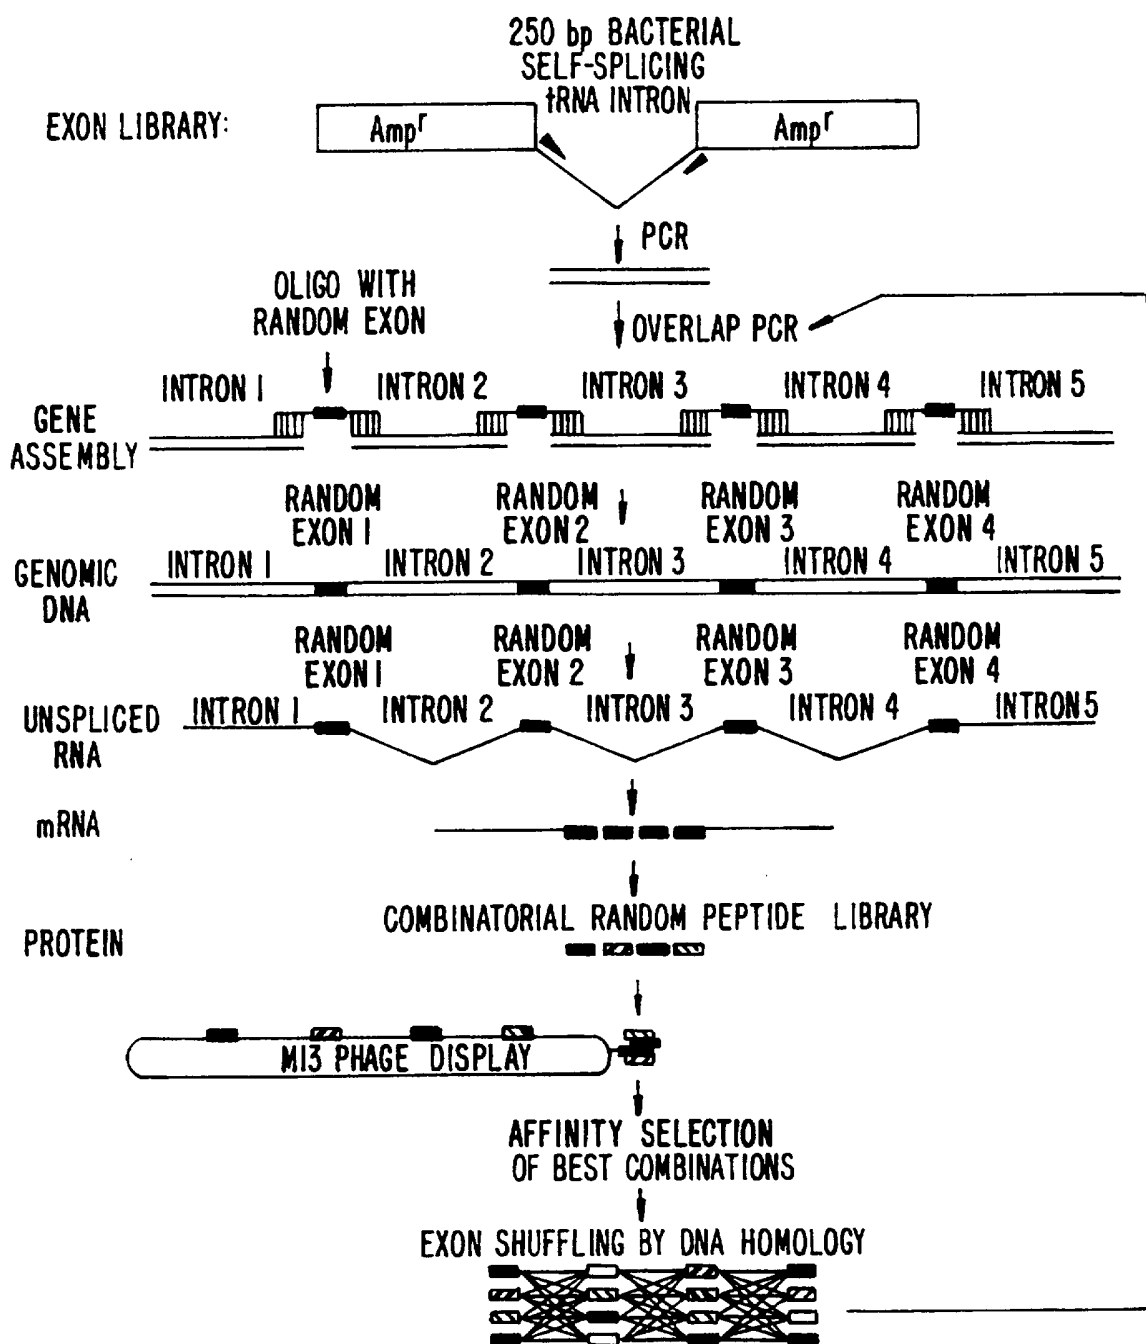 250 bp BACTERIAL
SELF-SPLICING
tRNA INTRON
EXON LIBRARY:
Ampr
Ampr
PCR
OLIGO WITH
RANDOM EXON
OVERLAP PCR
INTRON 1
INTRON 2
INTRON 3
INTRON 4
INTRON 5
GENE
ASSEMBLY
RANDOM
EXON 1
RANDOM
EXON 2
RANDOM
EXON 3
RANDOM
EXON 4
GENOMIC
DNA
INTRON 1
INTRON 2
INTRON 3
INTRON 4
INTRON 5
RANDOM
EXON 1
RANDOM
EXON 2
RANDOM
EXON 3
RANDOM
EXON 4
UNSPLICED
RNA
INTRON 1
INTRON 2
INTRON 3
INTRON 4
INTRON 5
mRNA
COMBINATORIAL RANDOM PEPTIDE LIBRARY
PROTEIN
M13 PHAGE DISPLAY
AFFINITY SELECTION
OF BEST COMBINATIONS
EXON SHUFFLING BY DNA HOMOLOGY